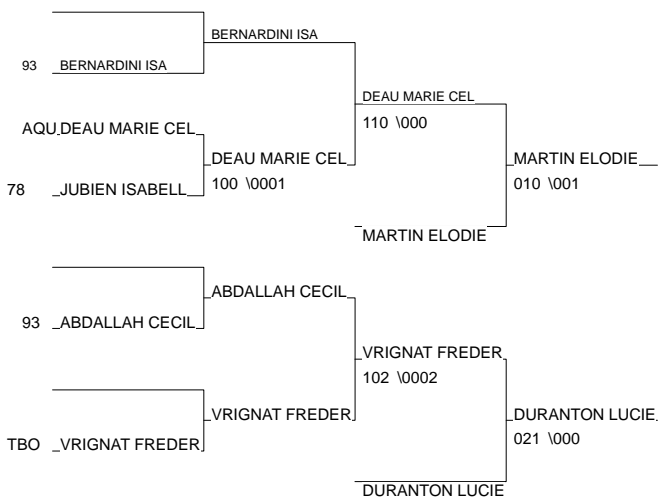 BERNARDINI ISA
93 BERNARDINI ISA
DEAU MARIE CEL
110 \000
AQU DEAU MARIE CEL
DEAU MARIE CEL
100 \0001
MARTIN ELODIE
010 \001
78 JUBIEN ISABELL
MARTIN ELODIE
ABDALLAH CECIL
93 ABDALLAH CECIL
VRIGNAT FREDER
102 \0002
VRIGNAT FREDER
DURANTON LUCIE
021 \000
TBO VRIGNAT FREDER
DURANTON LUCIE